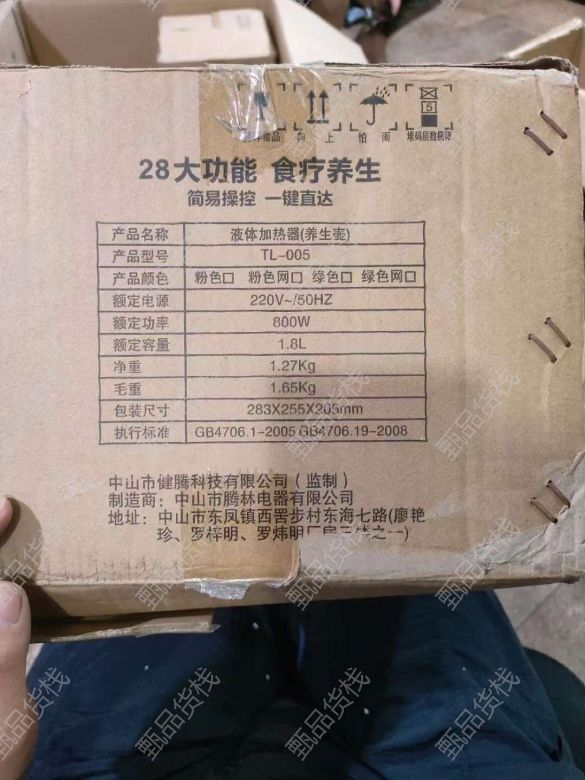 向上 怕雨 堆码层数极限
5
28大功能 食疗养生
简易操控 一键直达
产品名称 液体加热器(养生壶)
产品型号 TL-005
产品颜色 粉色口 粉色网口 绿色口 绿色网口
额定电源 220V~/50HZ
额定功率 800W
额定容量 1.8L
净重 1.27Kg
毛重 1.65Kg
包装尺寸 283X255X205mm
执行标准 GB4706.1-2005 GB4706.19-2008
中山市健腾科技有限公司（监制）
制造商：中山市腾林电器有限公司
地址：中山市东凤镇西罟步村东海七路(廖艳
珍、罗梓明、罗炜明厂房三楼之一)
甄品货栈